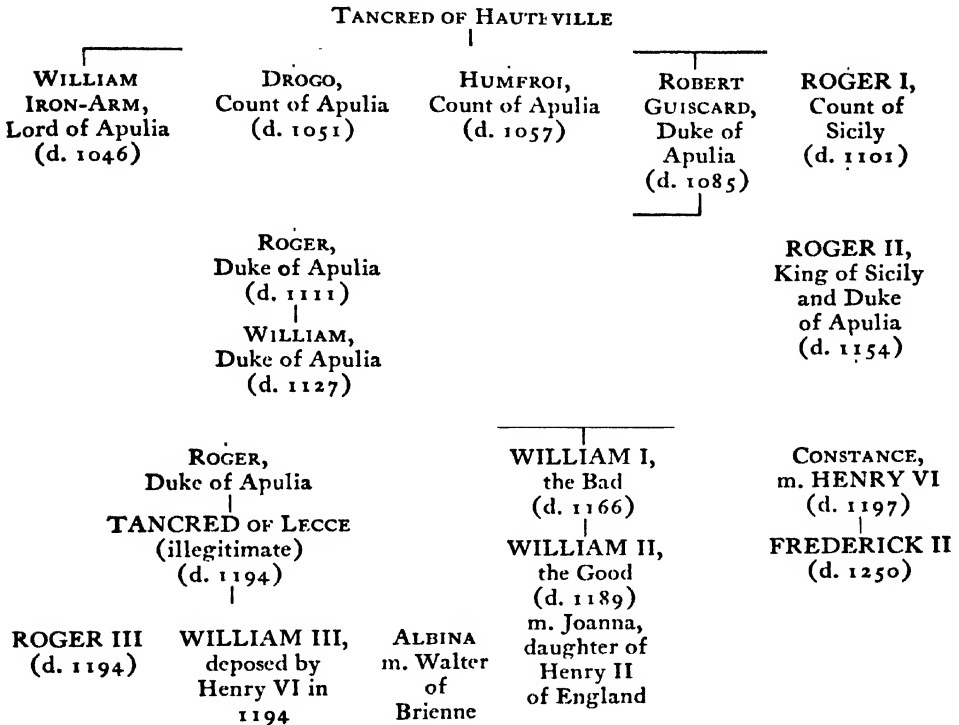 TANCRED OF HAUTEVILLE
WILLIAM
IRON-ARM,
Lord of Apulia
(d. 1046)
DROGO,
Count of Apulia
(d. 1051)
HUMFROI,
Count of Apulia
(d. 1057)
ROBERT
GUISCARD,
Duke of
Apulia
(d. 1085)
ROGER I,
Count of
Sicily
(d. 1101)
ROGER,
Duke of Apulia
(d. 1111)
WILLIAM,
Duke of Apulia
(d. 1127)
ROGER II,
King of Sicily
and Duke
of Apulia
(d. 1154)
ROGER,
Duke of Apulia
TANCRED OF LECCE
(illegitimate)
(d. 1194)
WILLIAM I,
the Bad
(d. 1166)
WILLIAM II,
the Good
(d. 1189)
m. Joanna,
daughter of
Henry II
of England
CONSTANCE,
m. HENRY VI
(d. 1197)
FREDERICK II
(d. 1250)
ROGER III
(d. 1194)
WILLIAM III,
deposed by
Henry VI in
1194
ALBINA
m. Walter
of
Brienne